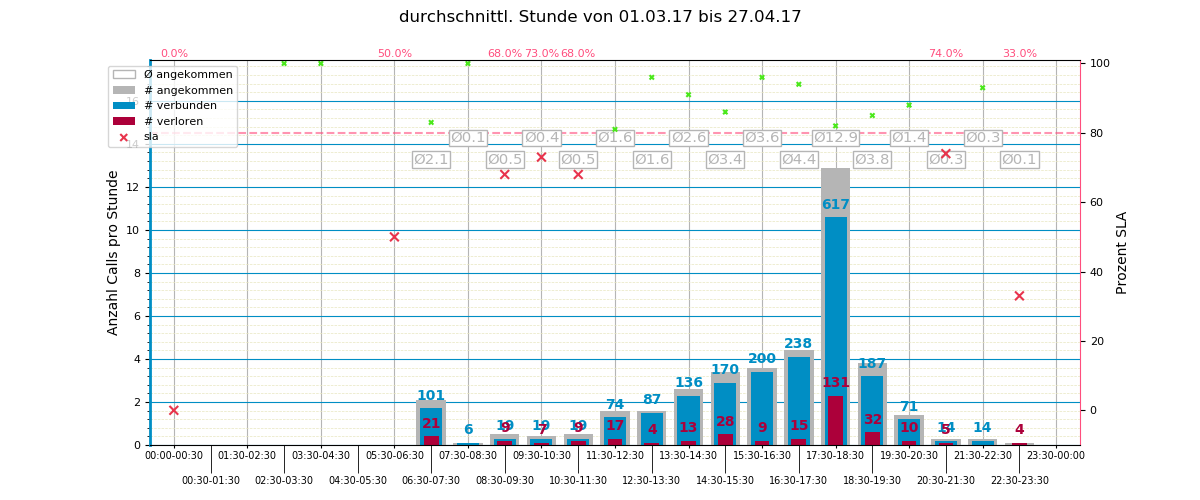 durchschnittl. Stunde von 01.03.17 bis 27.04.17
0.0% 50.0% 68.0% 73.0% 68.0% 74.0% 33.0%
Ø angekommen
# angekommen
# verbunden
# verloren
sla
Anzahl Calls pro Stunde
16
14
12
10
8
6
4
2
0
100
80
60
40
20
0
Prozent SLA
Ø0.1 Ø0.4 Ø1.6 Ø2.6 Ø3.6 Ø12.9 Ø1.4 Ø0.3
Ø2.1 Ø0.5 Ø0.5 Ø1.6 Ø3.4 Ø4.4 Ø3.8 Ø0.3 Ø0.1
101 6 19 19 19 74 87 136 170 200 238 617 187 71 14 14
21 9 7 9 17 4 13 28 9 15 131 32 10 5 4
00:00-00:30 01:30-02:30 03:30-04:30 05:30-06:30 07:30-08:30 09:30-10:30 11:30-12:30 13:30-14:30 15:30-16:30 17:30-18:30 19:30-20:30 21:30-22:30 23:30-00:00
00:30-01:30 02:30-03:30 04:30-05:30 06:30-07:30 08:30-09:30 10:30-11:30 12:30-13:30 14:30-15:30 16:30-17:30 18:30-19:30 20:30-21:30 22:30-23:30